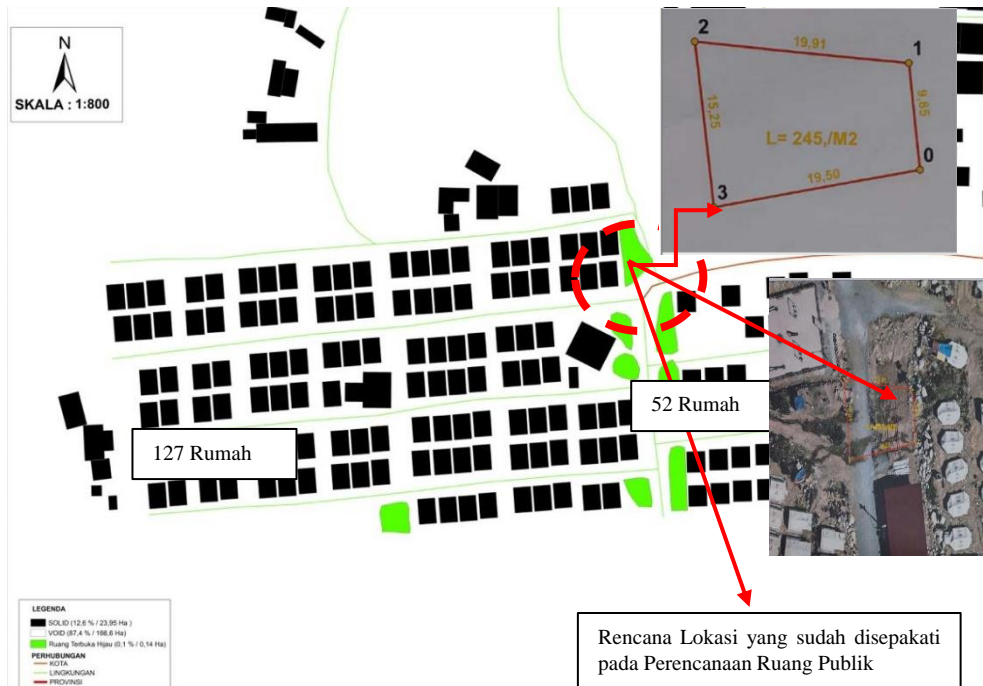 N
SKALA : 1:800
2
19,91
1
9,65
15,25
L= 245,/M2
0
19,50
3
52 Rumah
127 Rumah
LEGENDA
SOLID (12,6 % / 23,95 Ha )
VOID (87,4 % / 166,6 Ha)
Ruang Terbuka Hijau (0,1 % / 0,14 Ha)
PERHUBUNGAN
KOTA
LINGKUNGAN
PROVINSI
Rencana Lokasi yang sudah disepakati
pada Perencanaan Ruang Publik